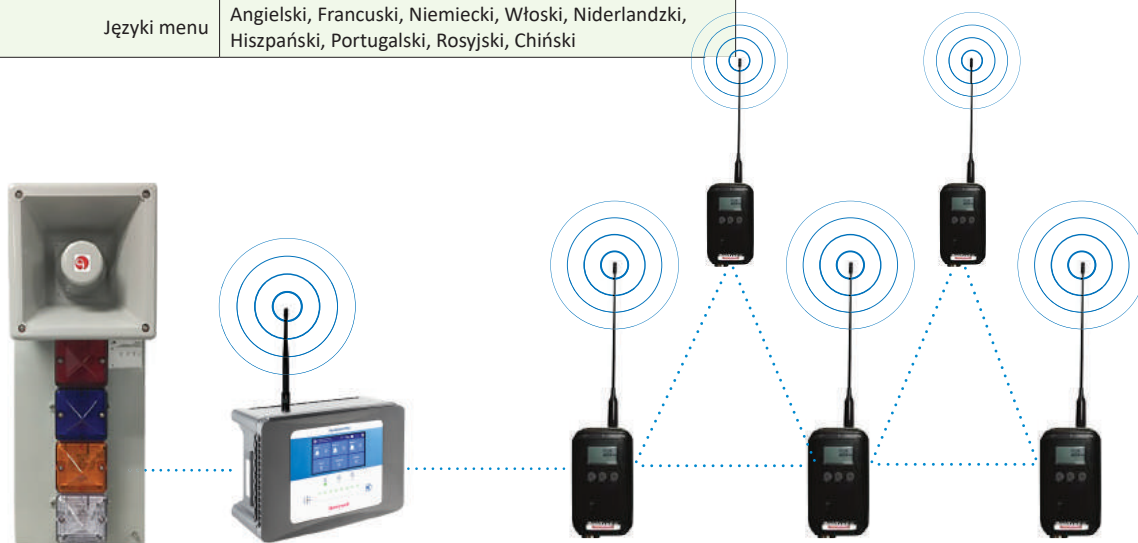 Języki menu
Angielski, Francuski, Niemiecki, Włoski, Niderlandzki,
Hiszpański, Portugalski, Rosyjski, Chiński
Honeywell